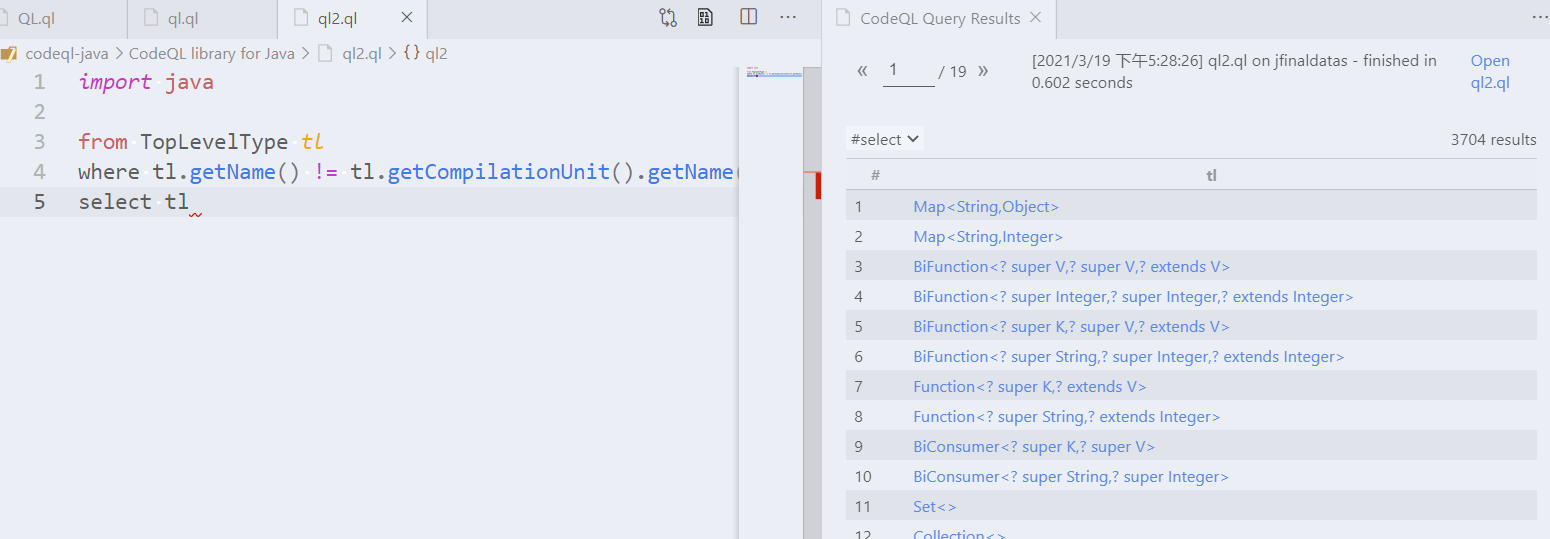 QL.ql
ql.ql
ql2.ql
codeql-java > CodeQL library for Java > ql2.ql > {} ql2
1 import java
2
3 from TopLevelType tl
4 where tl.getName() != tl.getCompilationUnit().getName(
5 select tl
CodeQL Query Results
« 1 / 19 »
[2021/3/19 下午5:28:26] ql2.ql on jfinaldatas - finished in
0.602 seconds
Open
ql2.ql
#select
3704 results
# tl
1 Map<String,Object>
2 Map<String,Integer>
3 BiFunction<? super V,? super V,? extends V>
4 BiFunction<? super Integer,? super Integer,? extends Integer>
5 BiFunction<? super K,? super V,? extends V>
6 BiFunction<? super String,? super Integer,? extends Integer>
7 Function<? super K,? extends V>
8 Function<? super String,? extends Integer>
9 BiConsumer<? super K,? super V>
10 BiConsumer<? super String,? super Integer>
11 Set<>
12 Collection<>